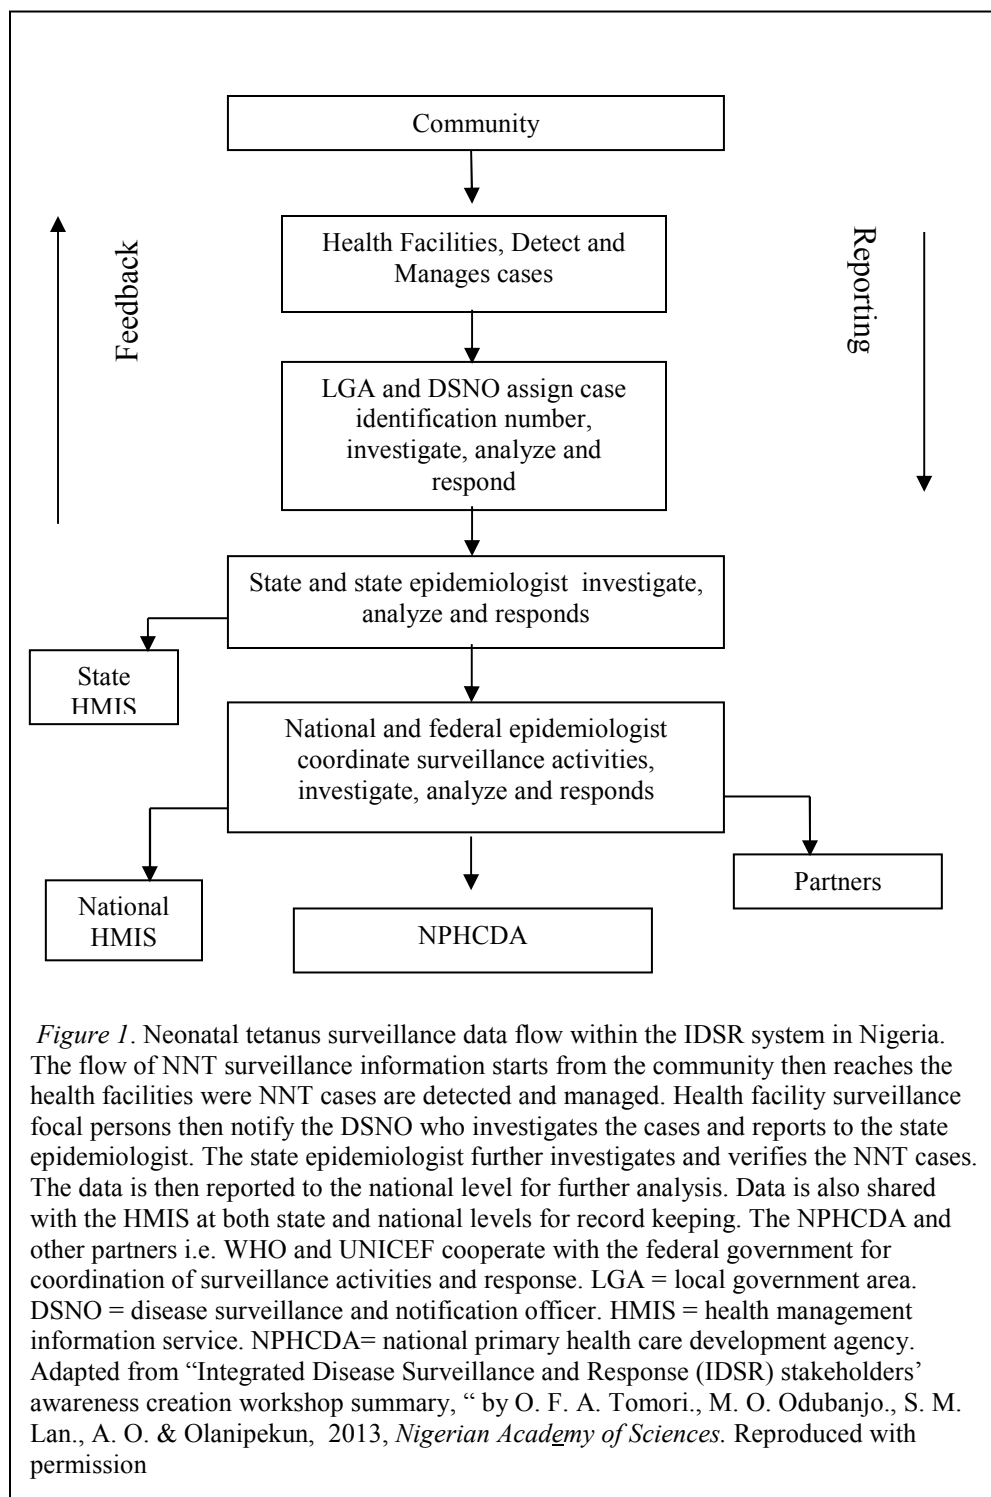 Community
Feedback
Reporting
Health Facilities, Detect and
Manages cases
LGA and DSNO assign case
identification number,
investigate, analyze and
respond
State and state epidemiologist  investigate,
analyze and responds
State
HMIS
National and federal epidemiologist
coordinate surveillance activities,
investigate, analyze and responds
Partners
National
HMIS
NPHCDA
Figure 1. Neonatal tetanus surveillance data flow within the IDSR system in Nigeria.
The flow of NNT surveillance information starts from the community then reaches the
health facilities were NNT cases are detected and managed. Health facility surveillance
focal persons then notify the DSNO who investigates the cases and reports to the state
epidemiologist. The state epidemiologist further investigates and verifies the NNT cases.
The data is then reported to the national level for further analysis. Data is also shared
with the HMIS at both state and national levels for record keeping. The NPHCDA and
other partners i.e. WHO and UNICEF cooperate with the federal government for
coordination of surveillance activities and response. LGA = local government area.
DSNO = disease surveillance and notification officer. HMIS = health management
information service. NPHCDA= national primary health care development agency.
Adapted from “Integrated Disease Surveillance and Response (IDSR) stakeholders’
awareness creation workshop summary, “ by O. F. A. Tomori., M. O. Odubanjo., S. M.
Lan., A. O. & Olanipekun,  2013, Nigerian Academy of Sciences. Reproduced with
permission